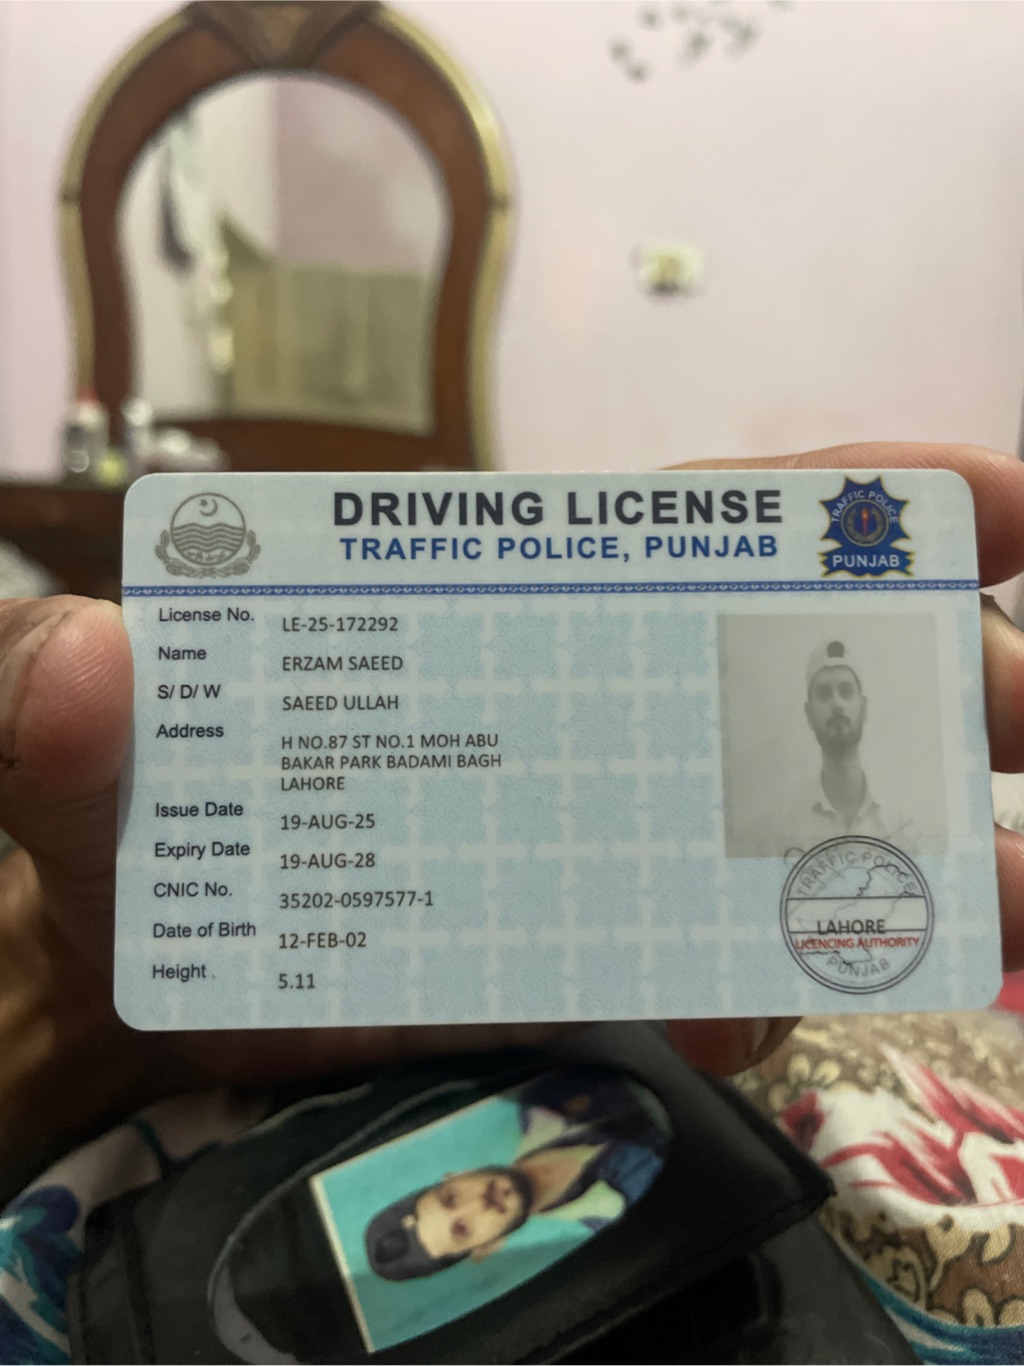 DRIVING LICENSE
TRAFFIC POLICE, PUNJAB
TRAFFIC POLICE
PUNJAB
License No. LE-25-172292
Name ERZAM SAEED
S/ D/ W SAEED ULLAH
Address H NO.87 ST NO.1 MOH ABU
BAKAR PARK BADAMI BAGH
LAHORE
Issue Date 19-AUG-25
Expiry Date 19-AUG-28
CNIC No. 35202-0597577-1
Date of Birth 12-FEB-02
Height 5.11
TRAFFIC POLICE
LAHORE
LICENCING AUTHORITY
PUNJAB